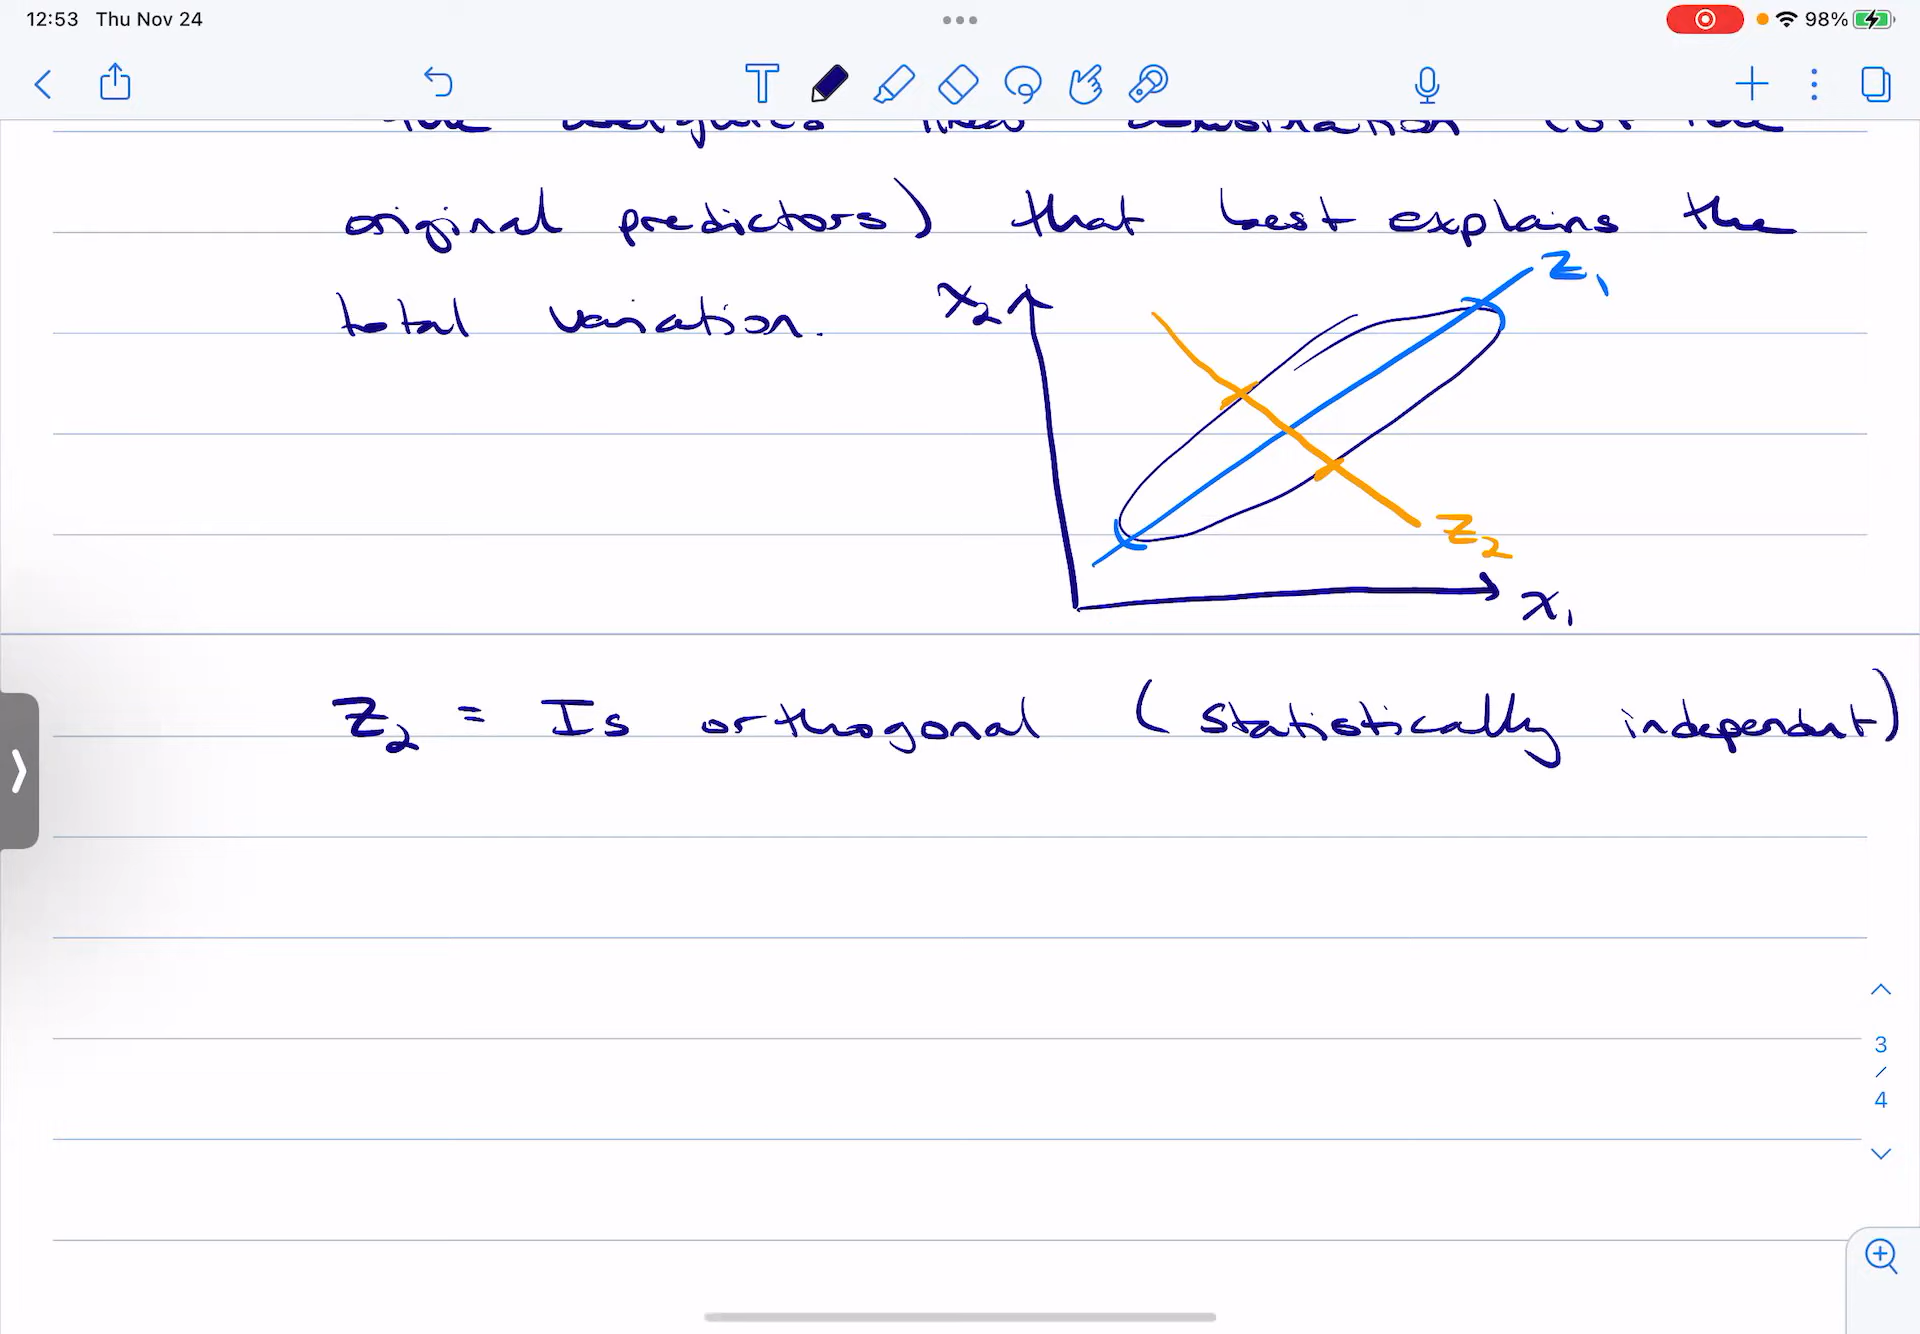 12:53 Thu Nov 24
98%
original predictors) that best explains the
total variation.
x₂
z₁
z₂
x₁
z₂ = Is orthogonal (statistically independent)
3
/
4